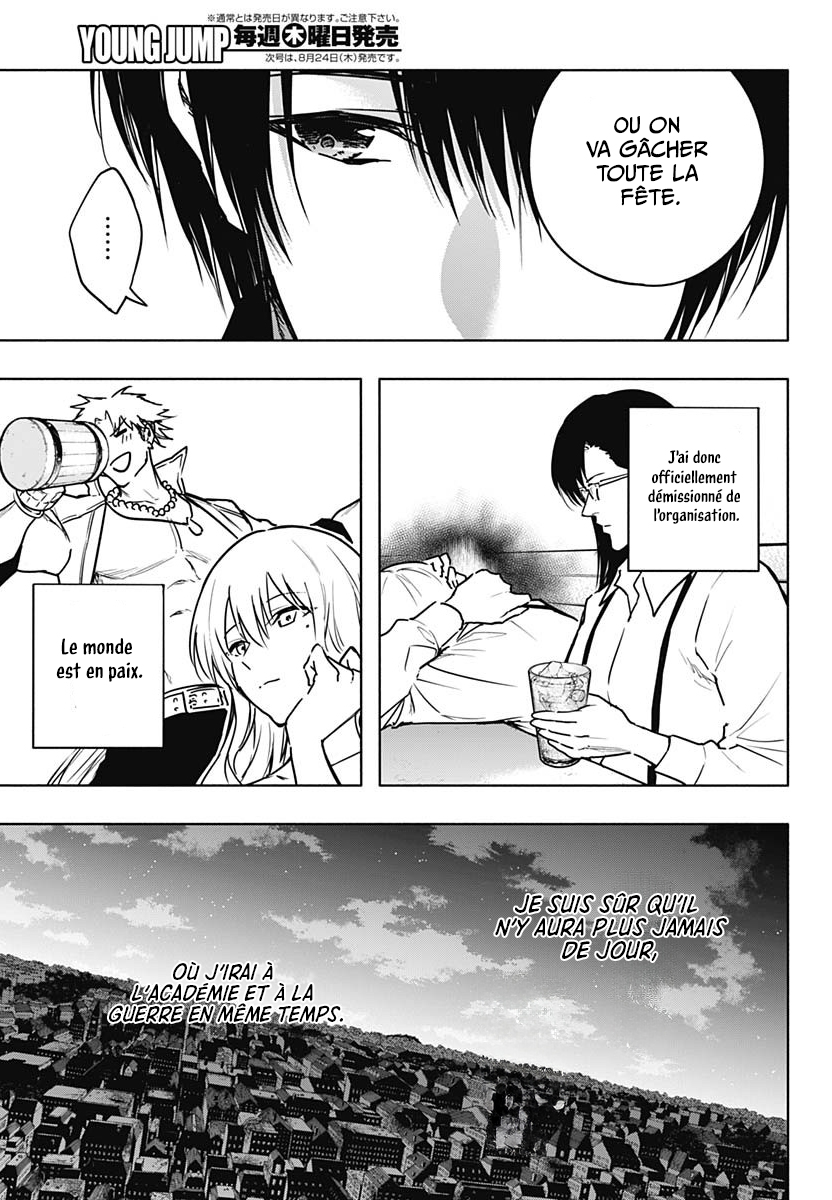 ※通常とは発売日が異なります。ご注意下さい。
YOUNG JUMP 毎週木曜日発売
次号は、8月24日(木)発売です。
OU ON
VA GÂCHER
TOUTE LA
FÊTE.
......
J'ai donc
officiellement
démissionné de
l'organisation.
Le monde
est en paix.
JE SUIS SÛR QU'IL
N'Y AURA PLUS JAMAIS
DE JOUR,
OÙ J'IRAI À
L'ACADÉMIE ET À LA
GUERRE EN MÊME TEMPS.